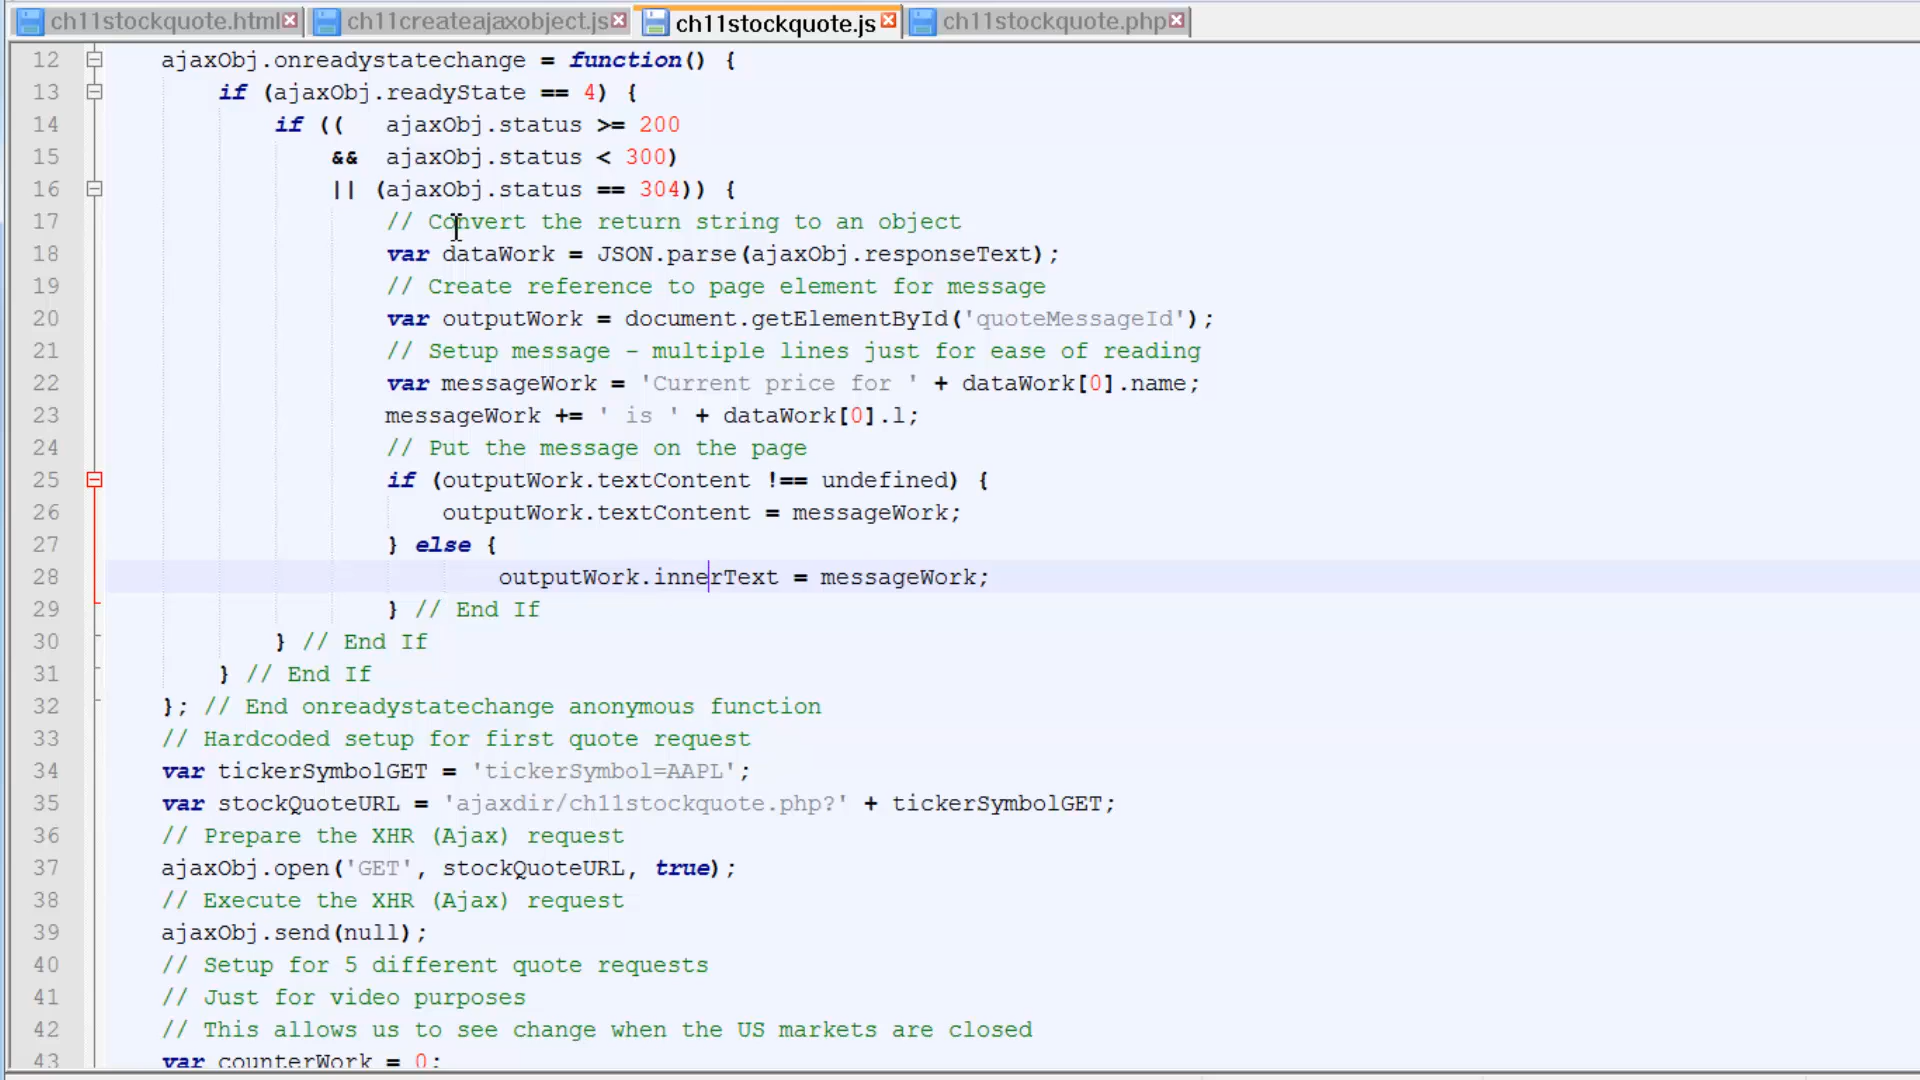 ch11stockquote.html ch11createajaxobject.js ch11stockquote.js ch11stockquote.php
12 ajaxObj.onreadystatechange = function() {
13 if (ajaxObj.readyState == 4) {
14 if (( ajaxObj.status >= 200
15 && ajaxObj.status < 300)
16 || (ajaxObj.status == 304)) {
17 // Convert the return string to an object
18 var dataWork = JSON.parse(ajaxObj.responseText);
19 // Create reference to page element for message
20 var outputWork = document.getElementById('quoteMessageId');
21 // Setup message - multiple lines just for ease of reading
22 var messageWork = 'Current price for ' + dataWork[0].name;
23 messageWork += ' is ' + dataWork[0].l;
24 // Put the message on the page
25 if (outputWork.textContent !== undefined) {
26 outputWork.textContent = messageWork;
27 } else {
28 outputWork.innerText = messageWork;
29 } // End If
30 } // End If
31 } // End If
32 }; // End onreadystatechange anonymous function
33 // Hardcoded setup for first quote request
34 var tickerSymbolGET = 'tickerSymbol=AAPL';
35 var stockQuoteURL = 'ajaxdir/ch11stockquote.php?' + tickerSymbolGET;
36 // Prepare the XHR (Ajax) request
37 ajaxObj.open('GET', stockQuoteURL, true);
38 // Execute the XHR (Ajax) request
39 ajaxObj.send(null);
40 // Setup for 5 different quote requests
41 // Just for video purposes
42 // This allows us to see change when the US markets are closed
43 var counterWork = 0;